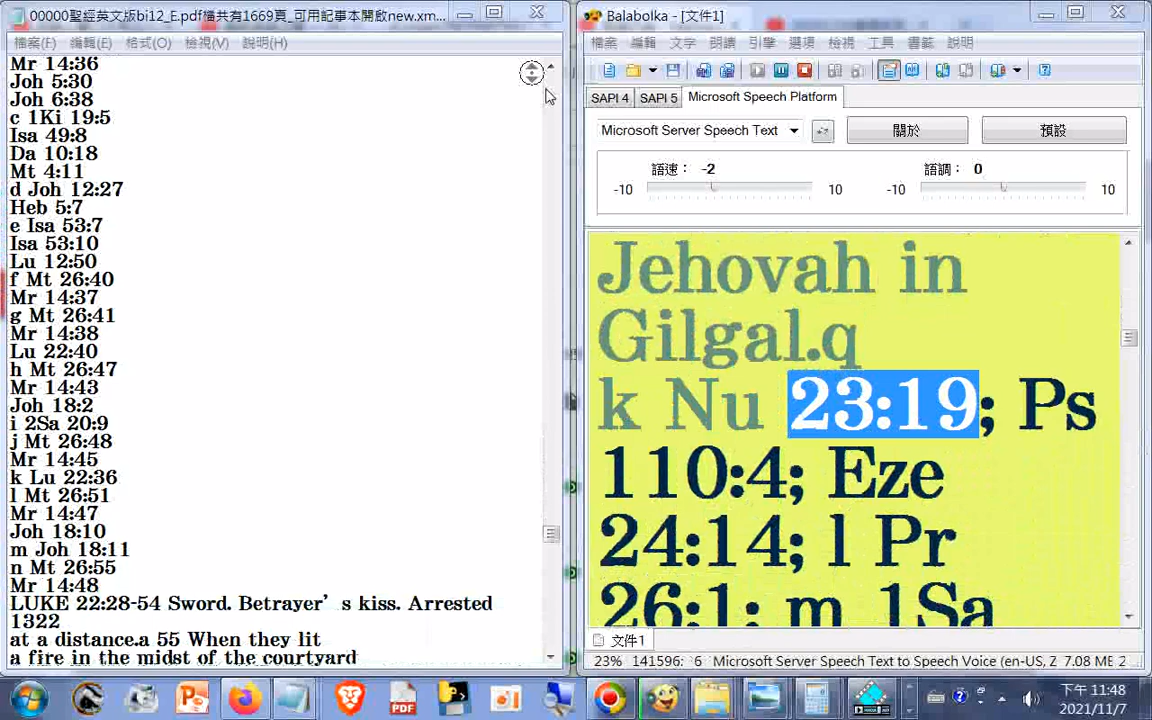 00000聖經英文版bi12_E.pdf檔共有1669頁_可用記事本開啟new.xm...
檔案(F) 編輯(E) 格式(O) 檢視(V) 說明(H)
Mr 14:36
Joh 5:30
Joh 6:38
c 1Ki 19:5
Isa 49:8
Da 10:18
Mt 4:11
d Joh 12:27
Heb 5:7
e Isa 53:7
Isa 53:10
Lu 12:50
f Mt 26:40
Mr 14:37
g Mt 26:41
Mr 14:38
Lu 22:40
h Mt 26:47
Mr 14:43
Joh 18:2
i 2Sa 20:9
j Mt 26:48
Mr 14:45
k Lu 22:36
l Mt 26:51
Mr 14:47
Joh 18:10
m Joh 18:11
n Mt 26:55
Mr 14:48
LUKE 22:28-54 Sword. Betrayer’s kiss. Arrested
1322
at a distance.a 55 When they lit
a fire in the midst of the courtyard
Balabolka - [文件1]
檔案 編輯 文字 朗讀 引擎 選項 檢視 工具 書籤 說明
SAPI 4 SAPI 5 Microsoft Speech Platform
Microsoft Server Speech Text 關於 預設
語速： -2 語調： 0
-10 10 -10 10
Jehovah in
Gilgal.q
k Nu 23:19; Ps
110:4; Eze
24:14; l Pr
26:1; m 1Sa
文件1
23% 141596: 6 Microsoft Server Speech Text to Speech Voice (en-US, Z 7.08 MB 2
PDF
下午 11:48
2021/11/7